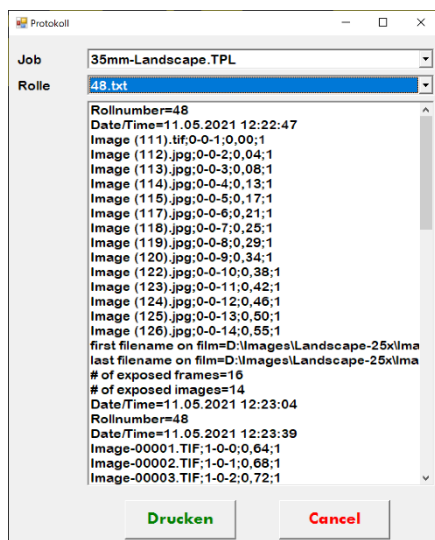 Protokoll
Job 35mm-Landscape.TPL
Rolle 48.txt
Rollnumber=48
Date/Time=11.05.2021 12:22:47
Image (111).tif;0-0-1;0,00;1
Image (112).jpg;0-0-2;0,04;1
Image (113).jpg;0-0-3;0,08;1
Image (114).jpg;0-0-4;0,13;1
Image (115).jpg;0-0-5;0,17;1
Image (117).jpg;0-0-6;0,21;1
Image (118).jpg;0-0-7;0,25;1
Image (119).jpg;0-0-8;0,29;1
Image (120).jpg;0-0-9;0,34;1
Image (122).jpg;0-0-10;0,38;1
Image (123).jpg;0-0-11;0,42;1
Image (124).jpg;0-0-12;0,46;1
Image (125).jpg;0-0-13;0,50;1
Image (126).jpg;0-0-14;0,55;1
first filename on film=D:\Images\Landscape-25x\Ima
last filename on film=D:\Images\Landscape-25x\Ima
# of exposed frames=16
# of exposed images=14
Date/Time=11.05.2021 12:23:04
Rollnumber=48
Date/Time=11.05.2021 12:23:39
Image-00001.TIF;1-0-0;0,64;1
Image-00002.TIF;1-0-1;0,68;1
Image-00003.TIF;1-0-2;0,72;1
Drucken Cancel